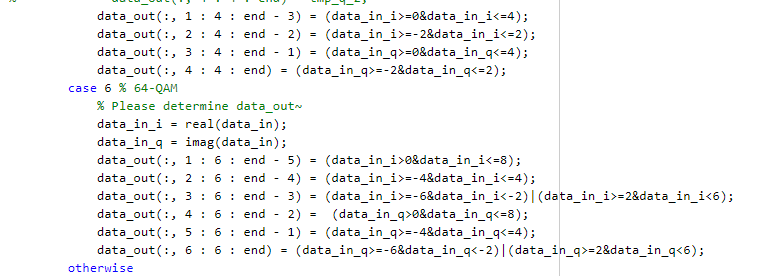 data_out(:, 1 : 4 : end - 3) = (data_in_i>=0&data_in_i<=4);
data_out(:, 2 : 4 : end - 2) = (data_in_i>=-2&data_in_i<=2);
data_out(:, 3 : 4 : end - 1) = (data_in_q>=0&data_in_q<=4);
data_out(:, 4 : 4 : end) = (data_in_q>=-2&data_in_q<=2);
case 6 % 64-QAM
% Please determine data_out~
data_in_i = real(data_in);
data_in_q = imag(data_in);
data_out(:, 1 : 6 : end - 5) = (data_in_i>0&data_in_i<=8);
data_out(:, 2 : 6 : end - 4) = (data_in_i>=-4&data_in_i<=4);
data_out(:, 3 : 6 : end - 3) = (data_in_i>=-6&data_in_i<-2)|(data_in_i>=2&data_in_i<6);
data_out(:, 4 : 6 : end - 2) =  (data_in_q>0&data_in_q<=8);
data_out(:, 5 : 6 : end - 1) = (data_in_q>=-4&data_in_q<=4);
data_out(:, 6 : 6 : end) = (data_in_q>=-6&data_in_q<-2)|(data_in_q>=2&data_in_q<6);
otherwise